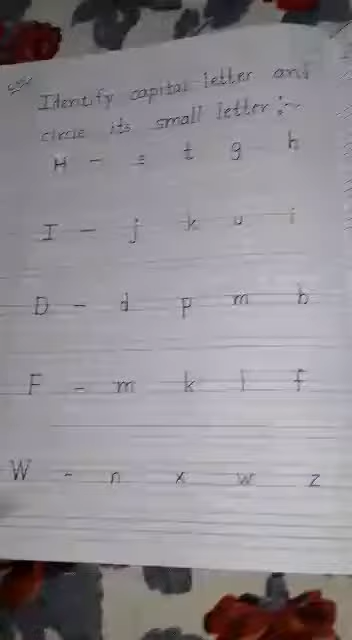 Identify capital letter and
circle its small letter :-
H - s t g h
I - j k u i
D - d p m b
F - m k l f
W - n x w z